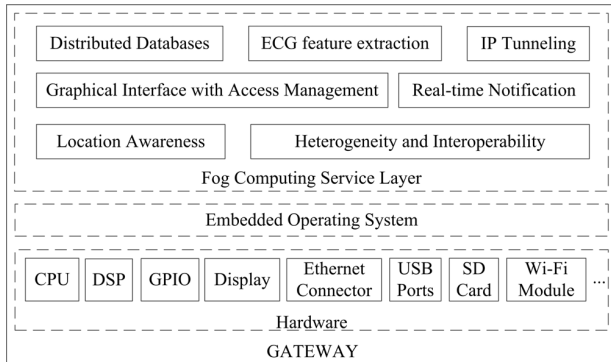 Distributed Databases
ECG feature extraction
IP Tunneling
Graphical Interface with Access Management
Real-time Notification
Location Awareness
Heterogeneity and Interoperability
Fog Computing Service Layer
Embedded Operating System
CPU
DSP
GPIO
Display
Ethernet
Connector
USB
Ports
SD
Card
Wi-Fi
Module
...
Hardware
GATEWAY